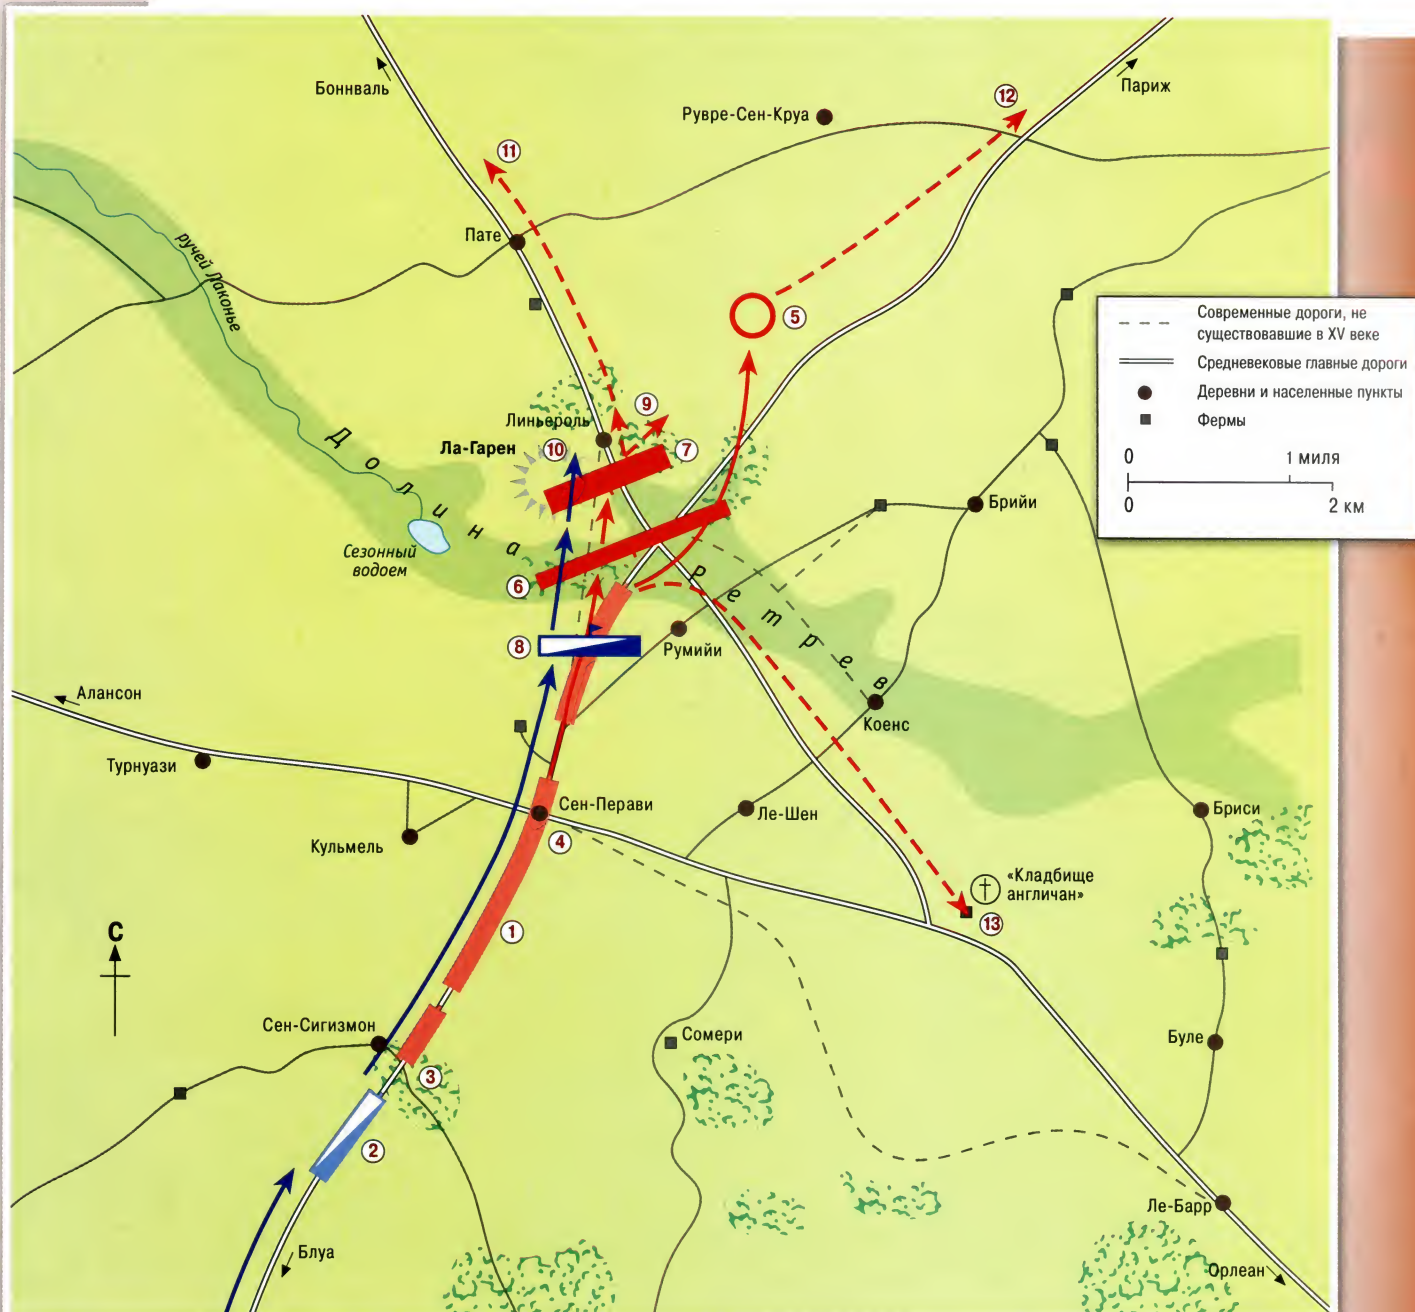 Боннваль
Париж
Рувре-Сен-Круа
12
11
Пате
ручей Лаконье
5
Современные дороги, не
существовавшие в XV веке
Средневековые главные дороги
Деревни и населенные пункты
Фермы
0
1 миля
0
2 км
9
Линьероль
Ла-Гарен
10
7
Долина Ретрев
Брийи
Сезонный
водоем
6
8
Румийи
Алансон
Коенс
Турнуази
Сен-Перави
Ле-Шен
Бриси
Кульмель
4
«Кладбище
англичан»
13
1
С
Сен-Сигизмон
Сомери
Буле
3
2
Ле-Барр
Блуа
Орлеан